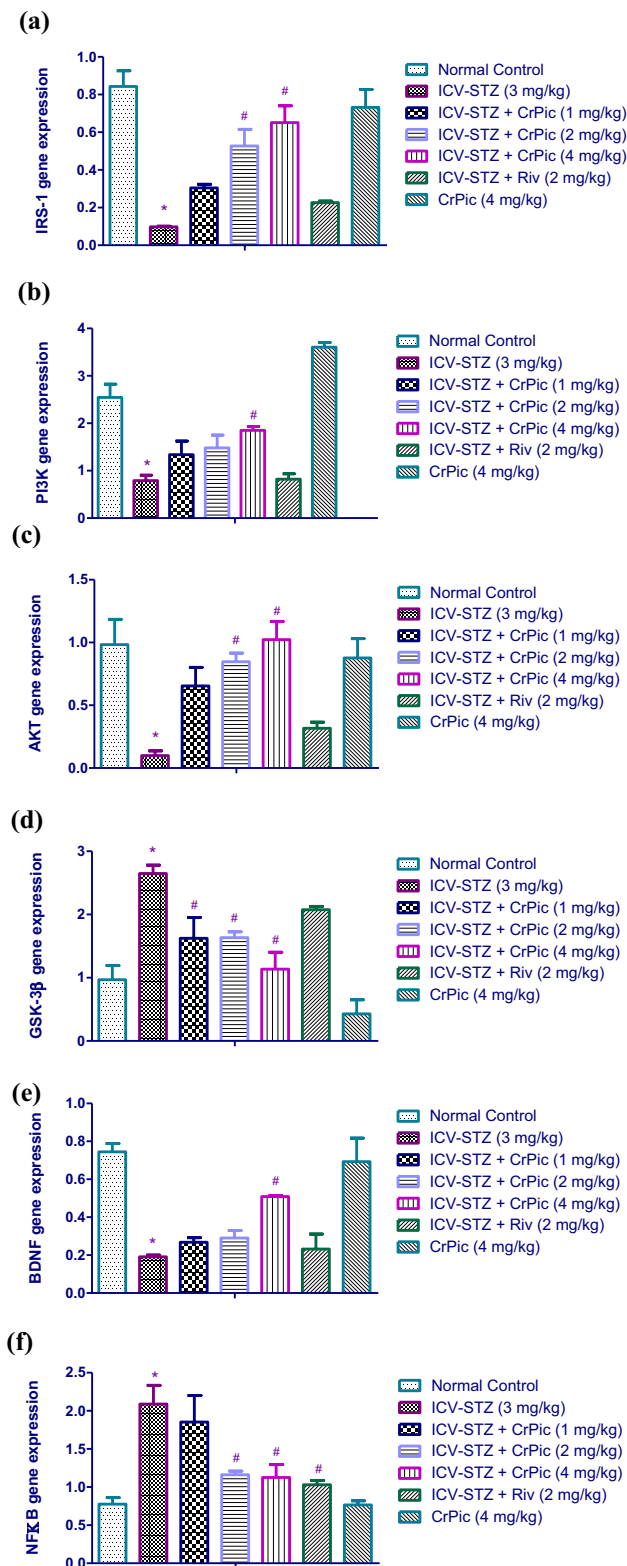 (a)
IRS-1 gene expression
1.0
0.8
0.6
0.4
0.2
0.0
*
#
#
Normal Control
ICV-STZ (3 mg/kg)
ICV-STZ + CrPic (1 mg/kg)
ICV-STZ + CrPic (2 mg/kg)
ICV-STZ + CrPic (4 mg/kg)
ICV-STZ + Riv (2 mg/kg)
CrPic (4 mg/kg)
(b)
PI3K gene expression
4
3
2
1
0
*
#
Normal Control
ICV-STZ (3 mg/kg)
ICV-STZ + CrPic (1 mg/kg)
ICV-STZ + CrPic (2 mg/kg)
ICV-STZ + CrPic (4 mg/kg)
ICV-STZ + Riv (2 mg/kg)
CrPic (4 mg/kg)
(c)
AKT gene expression
1.5
1.0
0.5
0.0
*
#
#
Normal Control
ICV-STZ (3 mg/kg)
ICV-STZ + CrPic (1 mg/kg)
ICV-STZ + CrPic (2 mg/kg)
ICV-STZ + CrPic (4 mg/kg)
ICV-STZ + Riv (2 mg/kg)
CrPic (4 mg/kg)
(d)
GSK-3β gene expression
3
2
1
0
*
#
#
#
Normal Control
ICV-STZ (3 mg/kg)
ICV-STZ + CrPic (1 mg/kg)
ICV-STZ + CrPic (2 mg/kg)
ICV-STZ + CrPic (4 mg/kg)
ICV-STZ + Riv (2 mg/kg)
CrPic (4 mg/kg)
(e)
BDNF gene expression
1.0
0.8
0.6
0.4
0.2
0.0
*
#
Normal Control
ICV-STZ (3 mg/kg)
ICV-STZ + CrPic (1 mg/kg)
ICV-STZ + CrPic (2 mg/kg)
ICV-STZ + CrPic (4 mg/kg)
ICV-STZ + Riv (2 mg/kg)
CrPic (4 mg/kg)
(f)
NFҠB gene expression
2.5
2.0
1.5
1.0
0.5
0.0
*
#
#
#
Normal Control
ICV-STZ (3 mg/kg)
ICV-STZ + CrPic (1 mg/kg)
ICV-STZ + CrPic (2 mg/kg)
ICV-STZ + CrPic (4 mg/kg)
ICV-STZ + Riv (2 mg/kg)
CrPic (4 mg/kg)